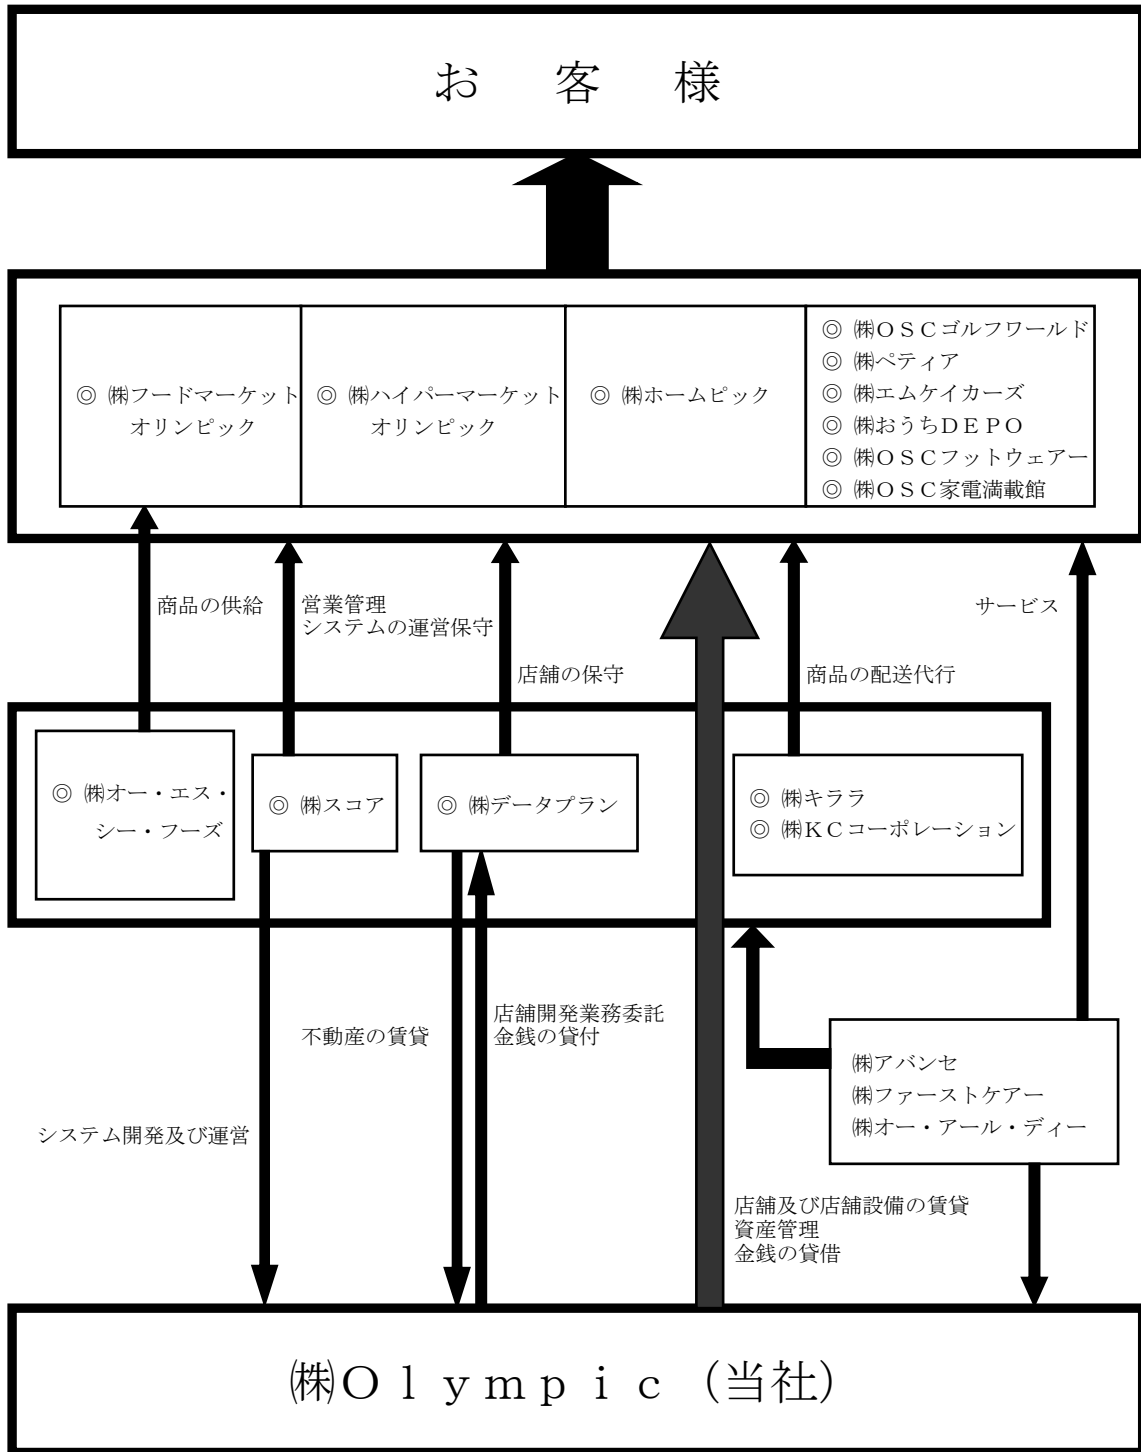 お客様
◎ ㈱フードマーケット
オリンピック
◎ ㈱ハイパーマーケット
オリンピック
◎ ㈱ホームピック
◎ ㈱OSCゴルフワールド
◎ ㈱ペティア
◎ ㈱エムケイカーズ
◎ ㈱おうちDEPO
◎ ㈱OSCフットウェアー
◎ ㈱OSC家電満載館
商品の供給
営業管理
システムの運営保守
店舗の保守
商品の配送代行
サービス
◎ ㈱オー・エス・
シー・フーズ
◎ ㈱スコア
◎ ㈱データプラン
◎ ㈱キララ
◎ ㈱KCコーポレーション
システム開発及び運営
不動産の賃貸
店舗開発業務委託
金銭の貸付
㈱アバンセ
㈱ファーストケアー
㈱オー・アール・ディー
店舗及び店舗設備の賃貸
資産管理
金銭の貸借
㈱Olympic(当社)